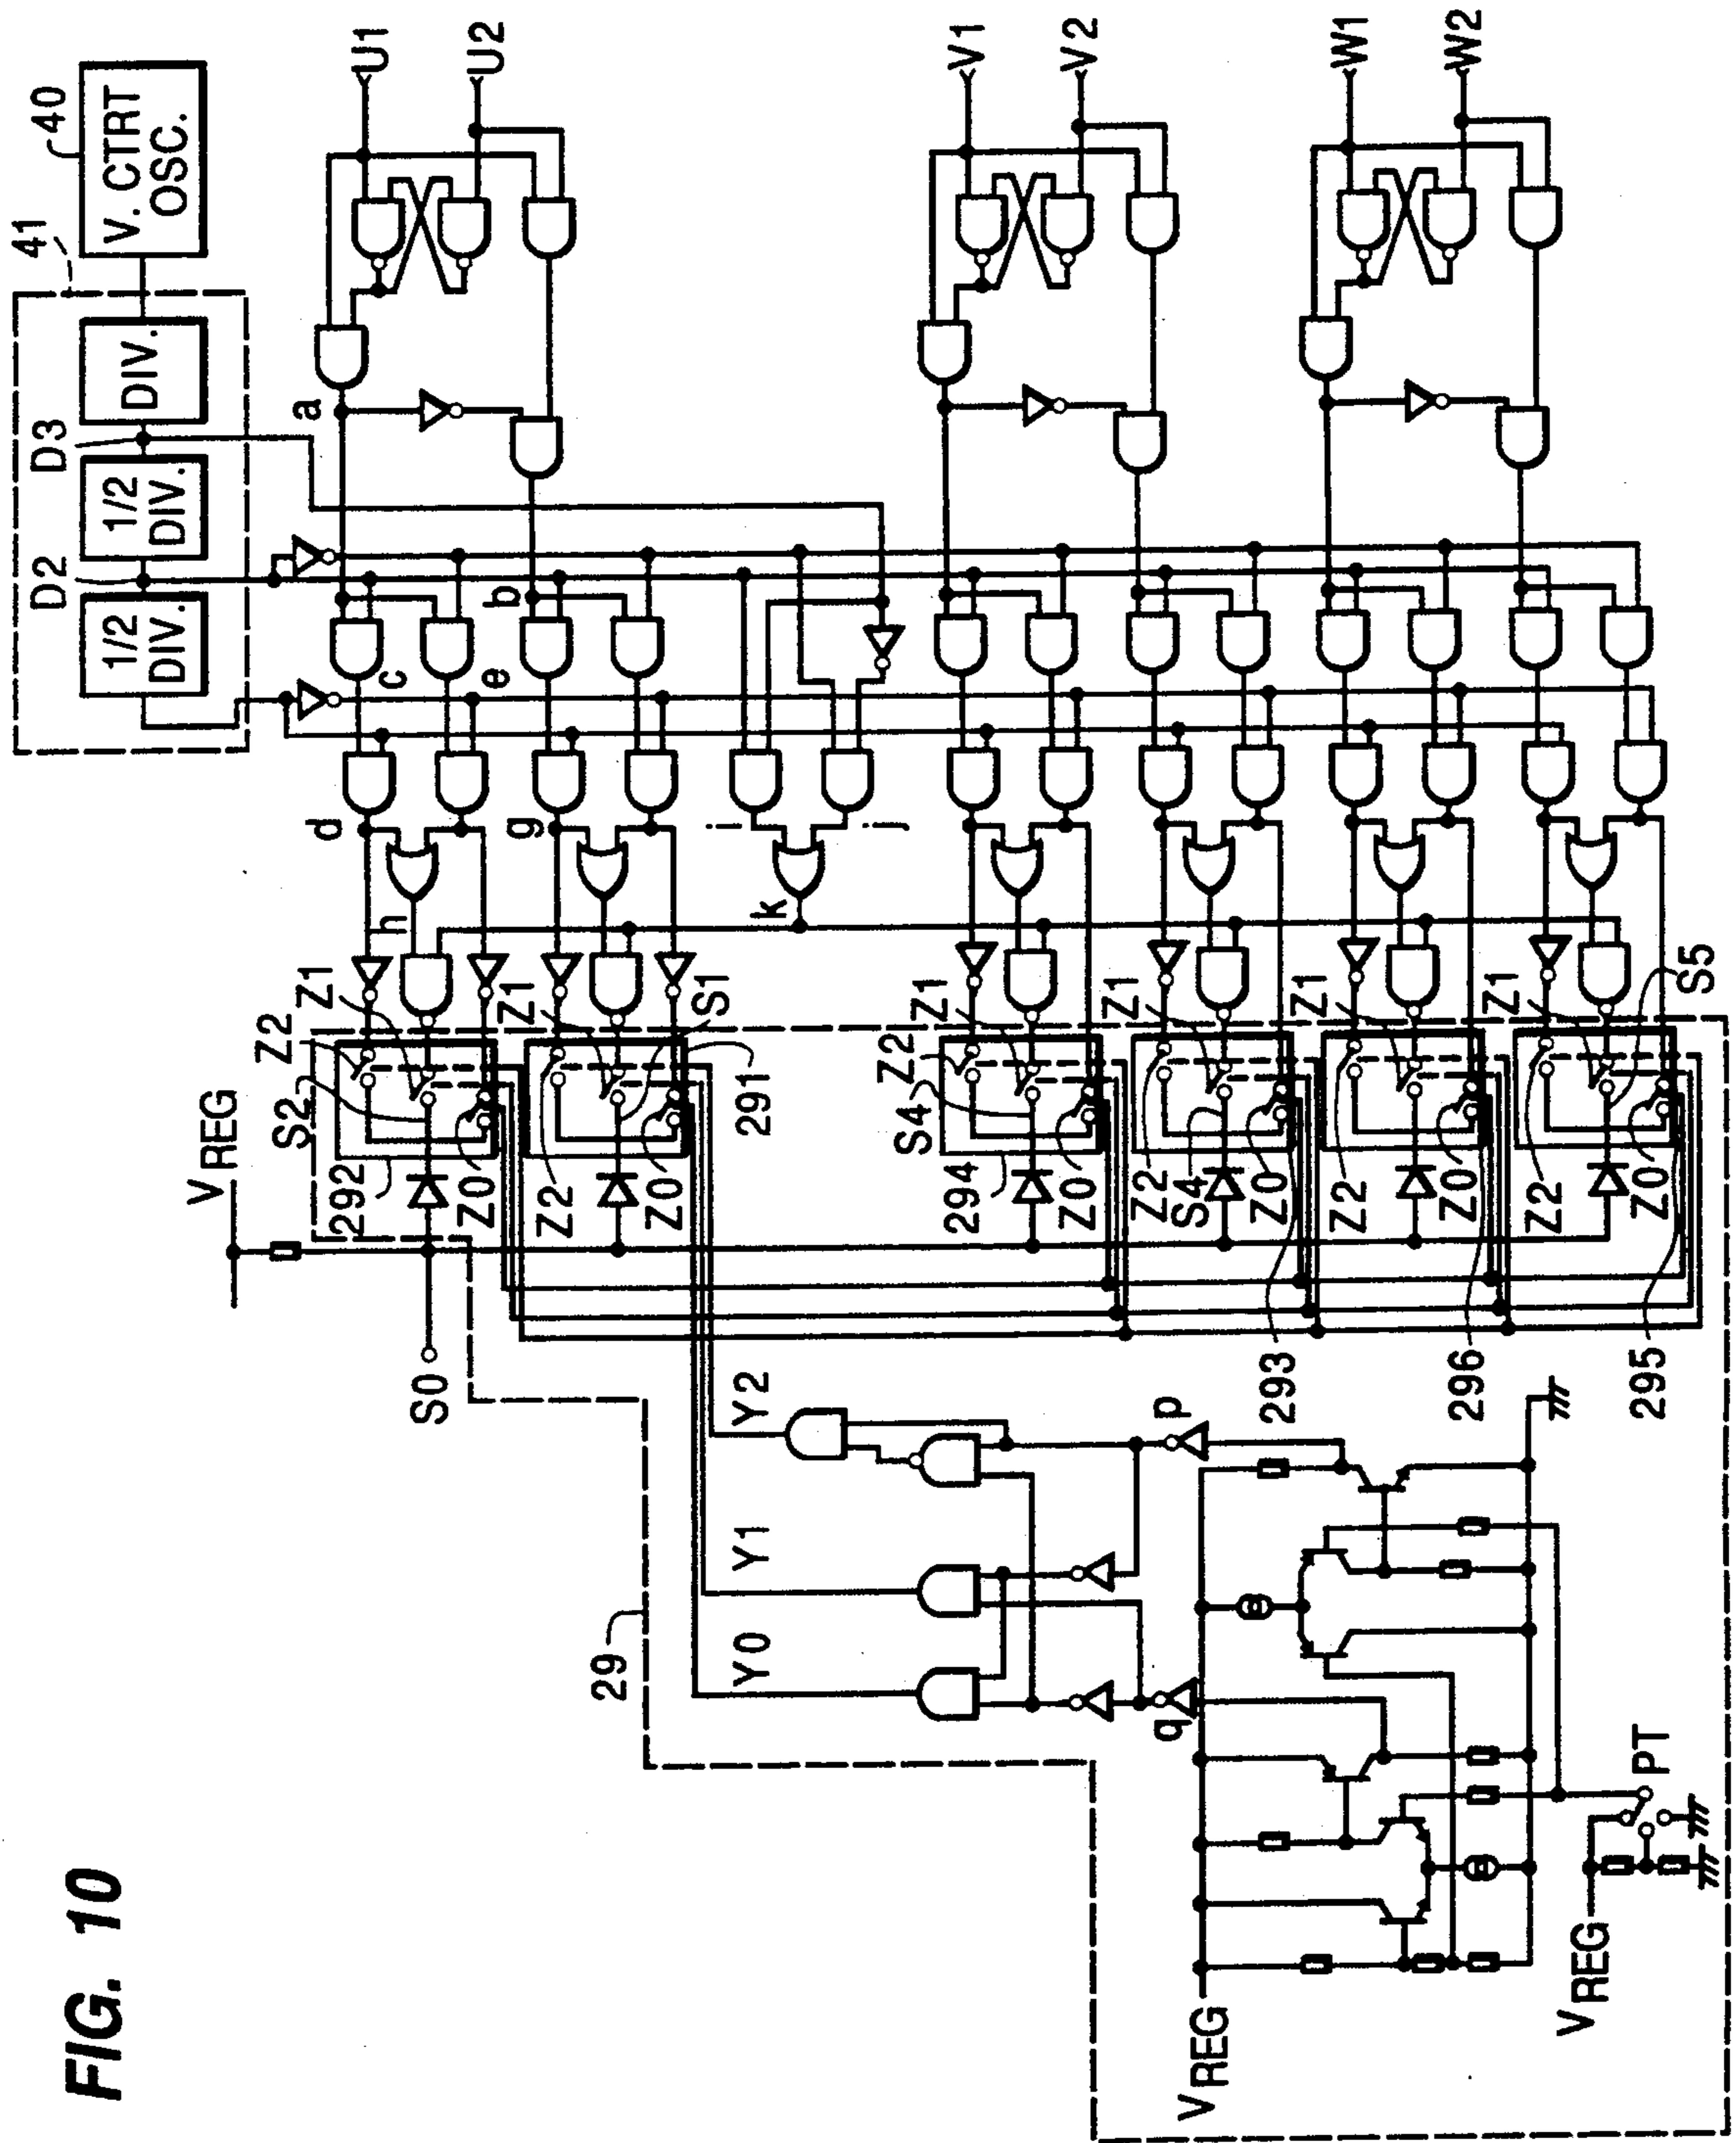 FIG. 10
40
V. CTRT
OSC.
41
DIV.
D3
1/2
DIV.
D2
1/2
DIV.
U1
U2
V1
V2
W1
W2
a
b
c
e
d
g
h
i
j
k
VREG
S2
Z2
Z1
292
Z0
Z1
S1
Z2
Z0
291
Z1
Z2
S4
294
Z0
Z1
Z2
S4
Z0
293
Z1
Z2
Z0
296
Z1
S5
Z2
Z0
295
S0
29
Y2
Y1
Y0
p
q
VREG
VREG
PT